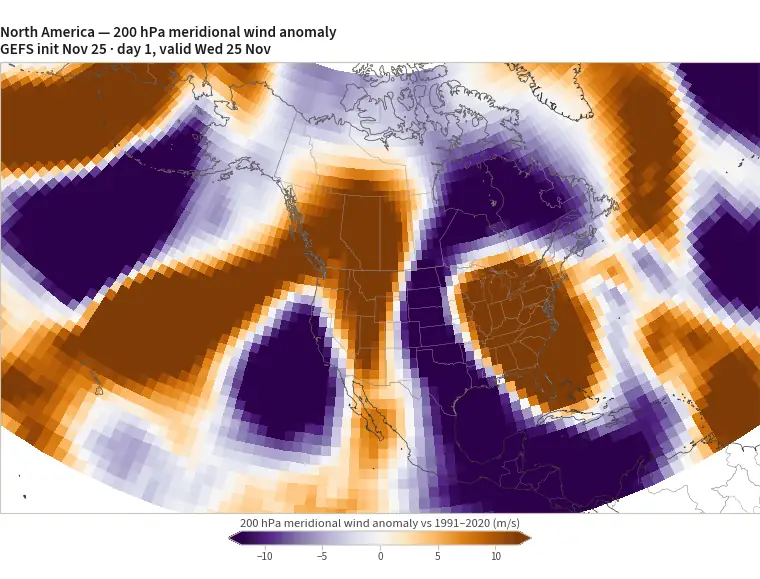 North America — 200 hPa meridional wind anomaly
GEFS init Nov 25 · day 1, valid Wed 25 Nov
200 hPa meridional wind anomaly vs 1991–2020 (m/s)
−10 −5 0 5 10